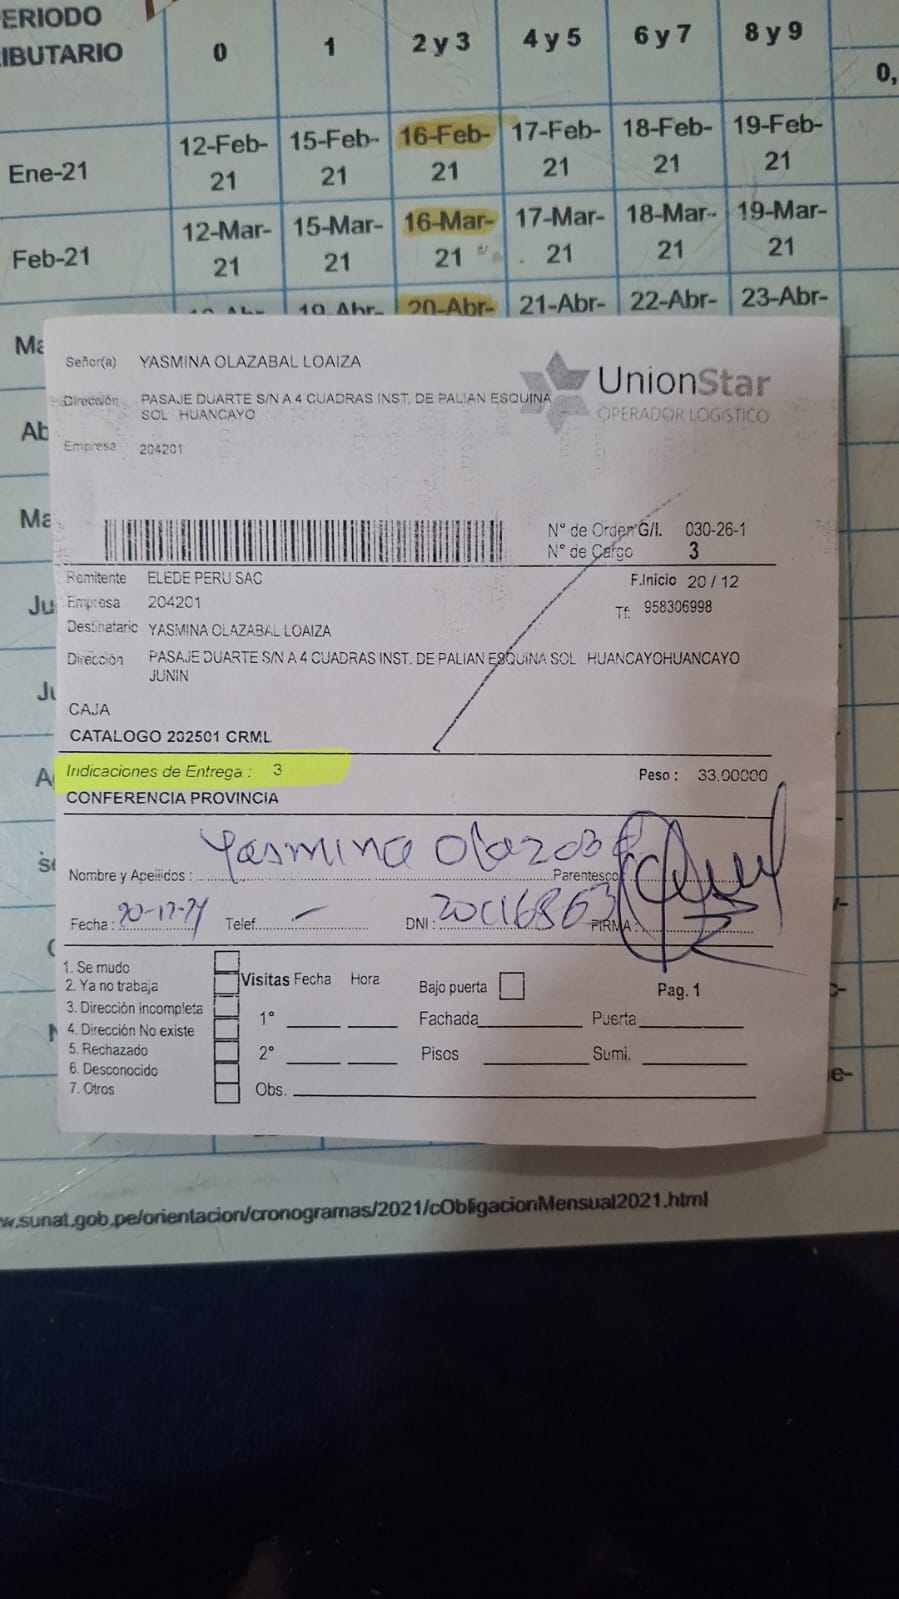 ERIODO
IBUTARIO
0
1
2 y 3
4 y 5
6 y 7
8 y 9
0,
Ene-21
12-Feb-21
15-Feb-21
16-Feb-21
17-Feb-21
18-Feb-21
19-Feb-21
Feb-21
12-Mar-21
15-Mar-21
16-Mar-21
17-Mar-21
18-Mar-21
19-Mar-21
Ma
19 Abr-
20-Abr-
21-Abr-
22-Abr-
23-Abr-
Ab
Ma
Ju
Ju
A
Señor(a) YASMINA OLAZABAL LOAIZA
UnionStar
OPERADOR LOGISTICO
Dirección PASAJE DUARTE S/N A 4 CUADRAS INST. DE PALIAN ESQUINA
SOL HUANCAYO
Empresa 204201
N° de Orden G/I. 030-26-1
N° de Cargo 3
Remitente ELEDE PERU SAC
F.Inicio 20 / 12
Empresa 204201
Tf. 958306998
Destinatario YASMINA OLAZABAL LOAIZA
Dirección PASAJE DUARTE S/N A 4 CUADRAS INST. DE PALIAN ESQUINA SOL HUANCAYOHUANCAYO
JUNIN
CAJA
CATALOGO 202501 CRML
Indicaciones de Entrega : 3
Peso : 33.00000
CONFERENCIA PROVINCIA
Nombre y Apellidos : Yasmina Olazaba Parentesco
Fecha : 20-12-24 Telef. – DNI : FIRMA :
1. Se mudo
2. Ya no trabaja
3. Dirección incompleta
4. Dirección No existe
5. Rechazado
6. Desconocido
7. Otros
Visitas Fecha Hora
Bajo puerta
Pag. 1
1° Fachada Puerta
2° Pisos Sumi.
Obs.
w.sunat.gob.pe/orientacion/cronogramas/2021/cObligacionMensual2021.html